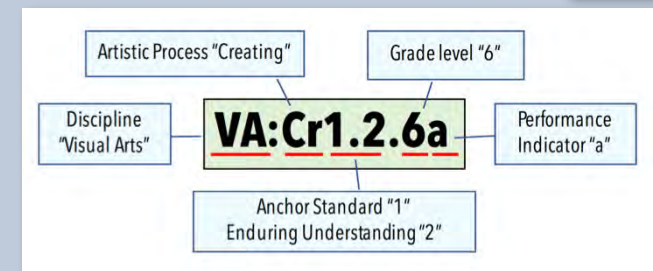 Artistic Process "Creating"
Grade level "6"
Discipline
"Visual Arts"
VA:Cr1.2.6a
Performance
Indicator "a"
Anchor Standard "1"
Enduring Understanding "2"